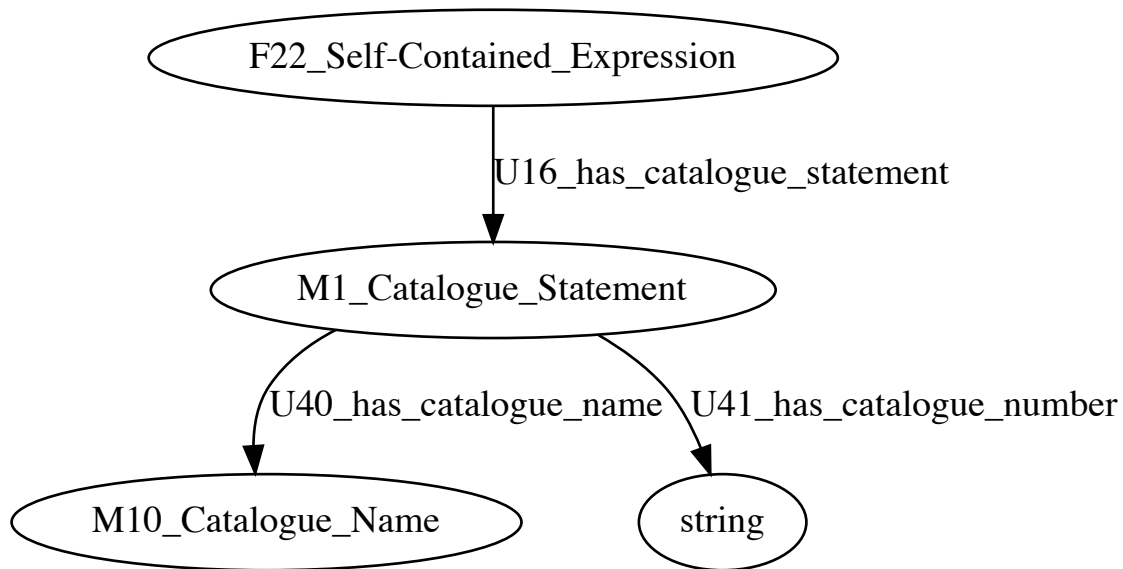 F22_Self-Contained_Expression
U16_has_catalogue_statement
M1_Catalogue_Statement
U40_has_catalogue_name
U41_has_catalogue_number
M10_Catalogue_Name
string